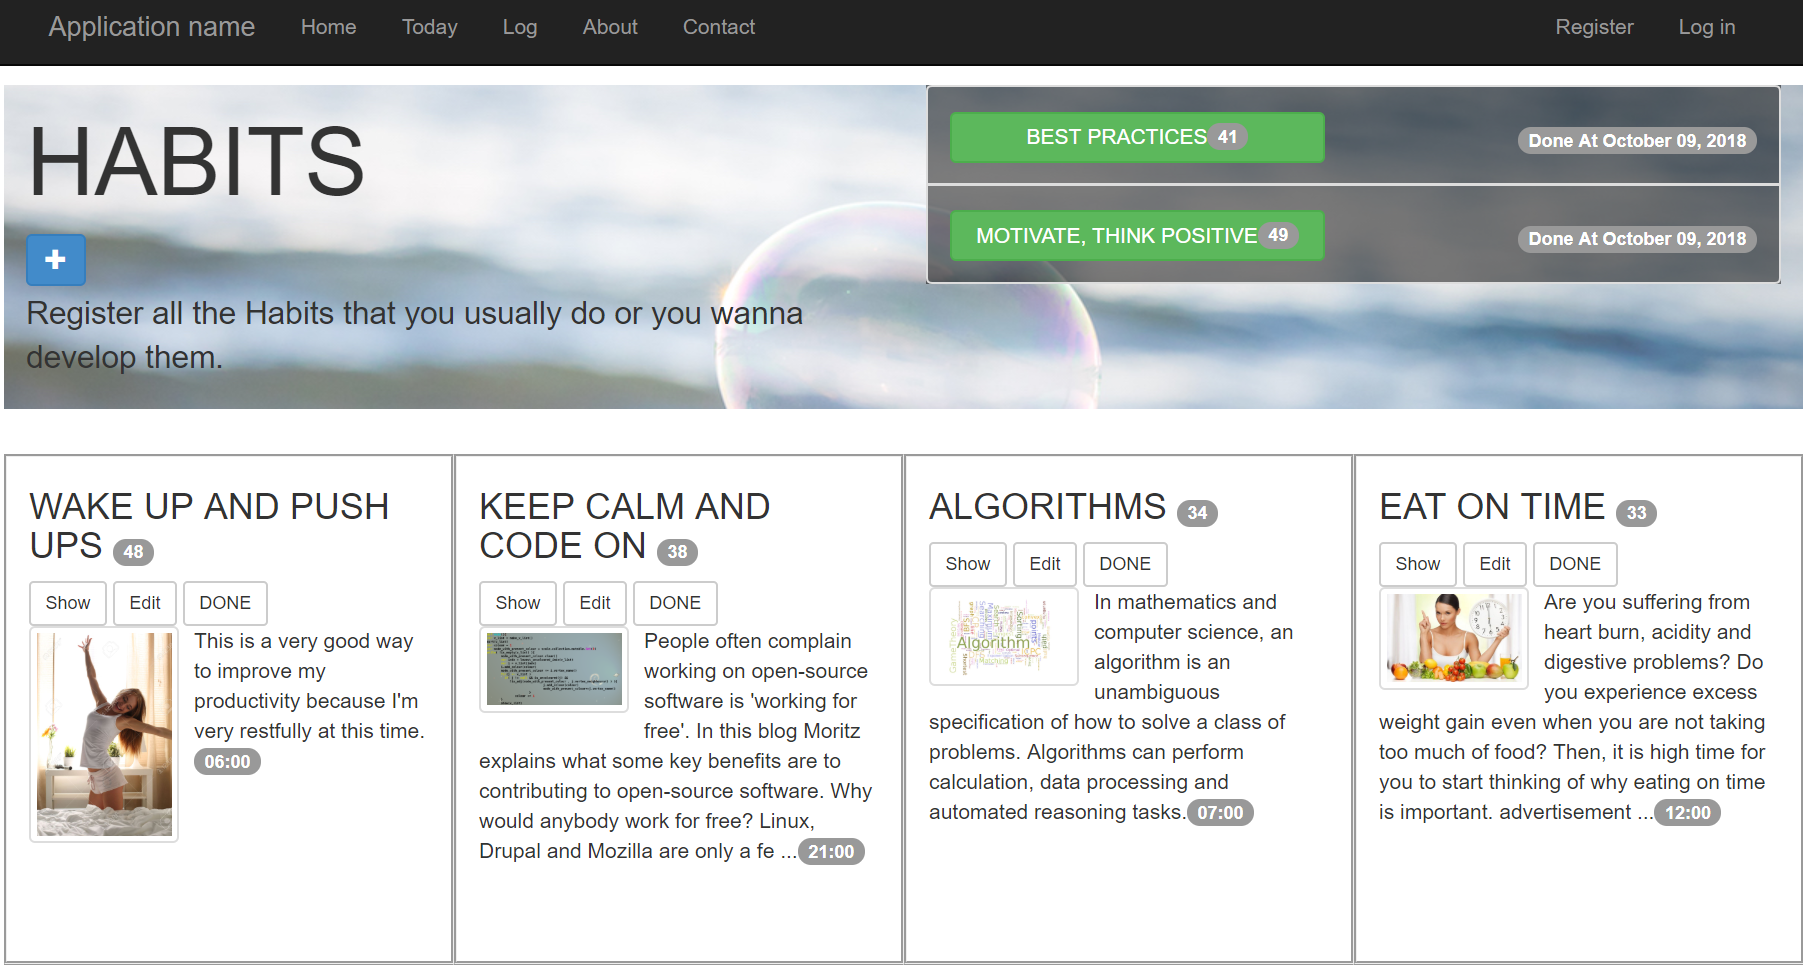 Application name Home Today Log About Contact Register Log in
HABITS
Register all the Habits that you usually do or you wanna
develop them.
BEST PRACTICES 41 Done At October 09, 2018
MOTIVATE, THINK POSITIVE 49 Done At October 09, 2018
WAKE UP AND PUSH
UPS 48
Show Edit DONE
This is a very good way
to improve my
productivity because I'm
very restfully at this time.
06:00
KEEP CALM AND
CODE ON 38
Show Edit DONE
People often complain
working on open-source
software is 'working for
free'. In this blog Moritz
explains what some key benefits are to
contributing to open-source software. Why
would anybody work for free? Linux,
Drupal and Mozilla are only a fe ... 21:00
ALGORITHMS 34
Show Edit DONE
Algorithm
In mathematics and
computer science, an
algorithm is an
unambiguous
specification of how to solve a class of
problems. Algorithms can perform
calculation, data processing and
automated reasoning tasks. 07:00
EAT ON TIME 33
Show Edit DONE
Are you suffering from
heart burn, acidity and
digestive problems? Do
you experience excess
weight gain even when you are not taking
too much of food? Then, it is high time for
you to start thinking of why eating on time
is important. advertisement ... 12:00